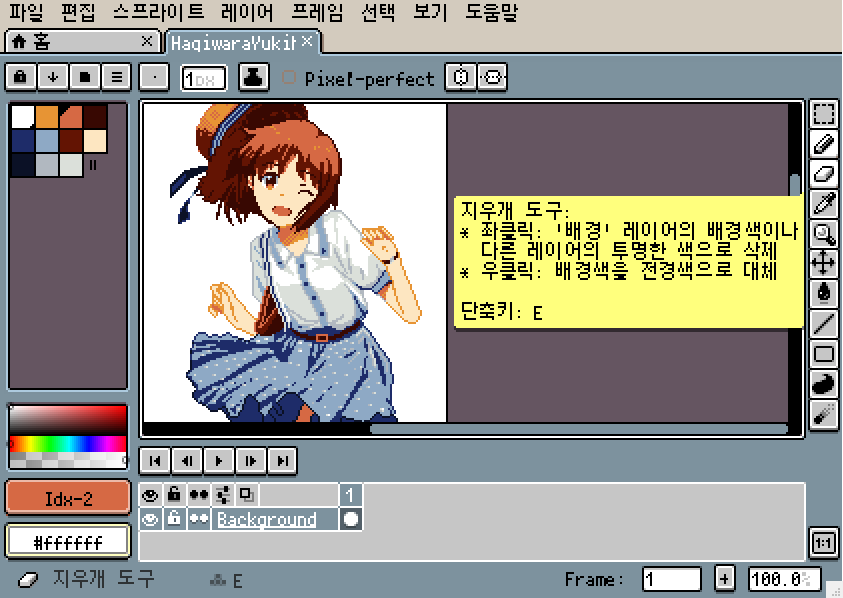 파일 편집 스프라이트 레이어 프레임 선택 보기 도움말
홈
HagiwaraYuki
1px
Pixel-perfect
지우개 도구:
* 좌클릭: '배경' 레이어의 배경색이나
다른 레이어의 투명한 색으로 삭제
* 우클릭: 배경색을 전경색으로 대체
단축키: E
1
Background
Idx-2
#ffffff
1:1
지우개 도구 E
Frame: 1 + 100.0